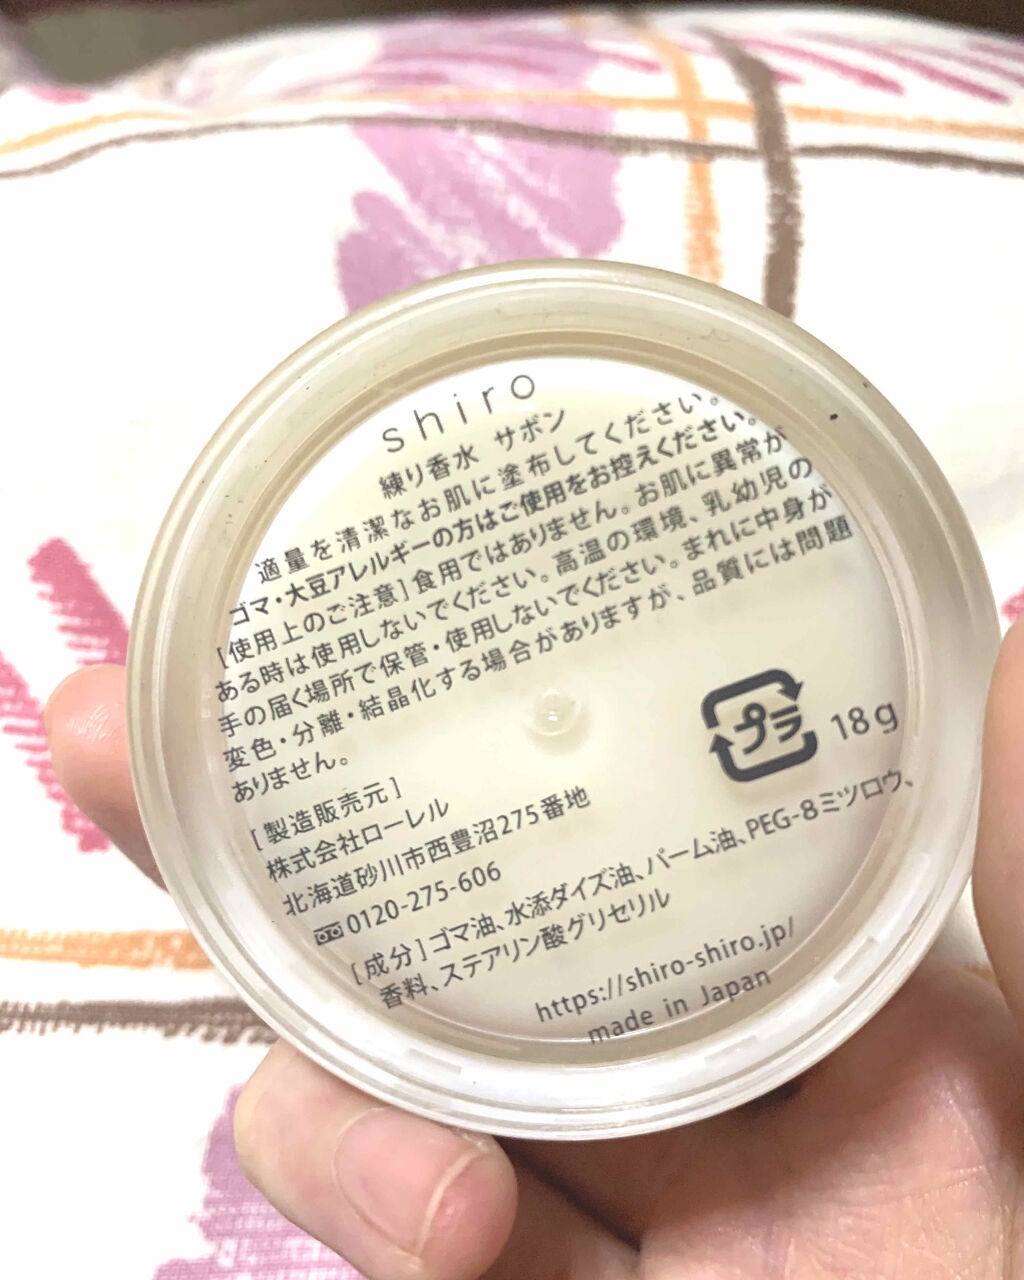 shiro
練り香水 サボン
適量を清潔なお肌に塗布してください。
ゴマ・大豆アレルギーの方はご使用をお控えください。
[使用上のご注意]食用ではありません。お肌に異常が
ある時は使用しないでください。高温の環境、乳幼児の
手の届く場所で保管・使用しないでください。まれに中身が
変色・分離・結晶化する場合がありますが、品質には問題
ありません。
プラ 18g
[製造販売元]
株式会社ローレル
北海道砂川市西豊沼275番地
0120-275-606
[成分]ゴマ油、水添ダイズ油、パーム油、PEG-8ミツロウ、
香料、ステアリン酸グリセリル
https://shiro-shiro.jp/
made in Japan